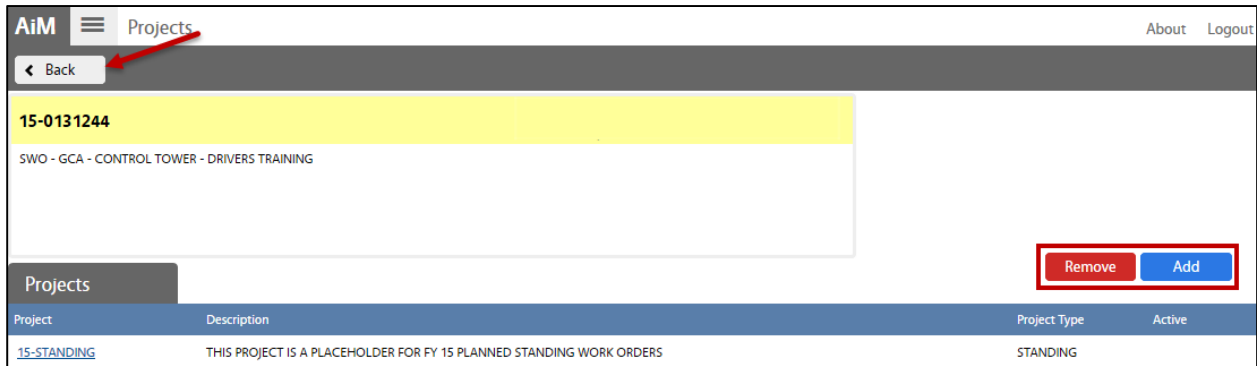 AiM Projects About Logout
Back
15-0131244
SWO - GCA - CONTROL TOWER - DRIVERS TRAINING
Remove Add
Projects
Project Description Project Type Active
15-STANDING THIS PROJECT IS A PLACEHOLDER FOR FY 15 PLANNED STANDING WORK ORDERS STANDING